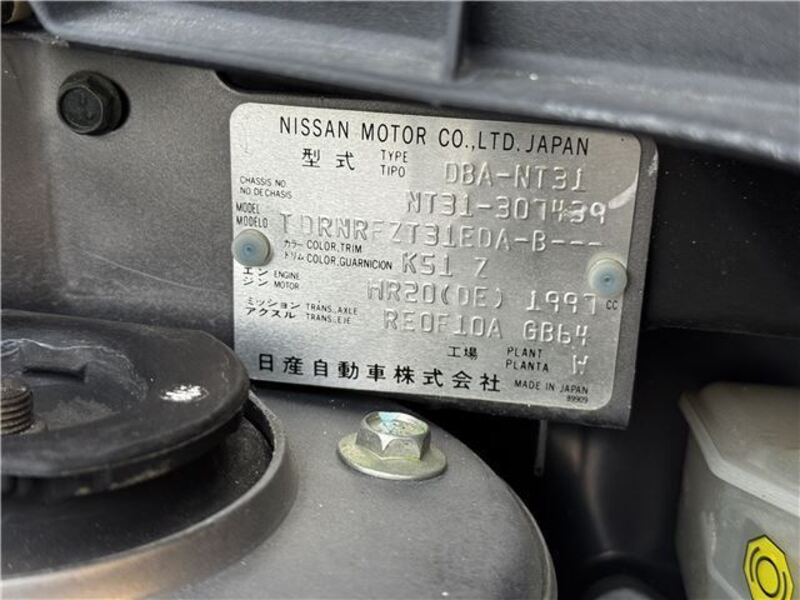 NISSAN MOTOR CO., LTD. JAPAN
型式 TYPE TIPO DBA-NT31
CHASSIS NO NO.DE CHASIS NT31-307439
MODEL MODELO TDRNRFZT31EDA-B---
カラー COLOR,TRIM トリム COLOR,GUARNICION K51 Z
エンジン ENGINE MOTOR MR20(DE) 1997 CC
ミッション TRANS.,AXLE アクスル TRANS.,EJE RE0F10A GB64
工場 PLANT PLANTA W
日産自動車株式会社 MADE IN JAPAN
89909